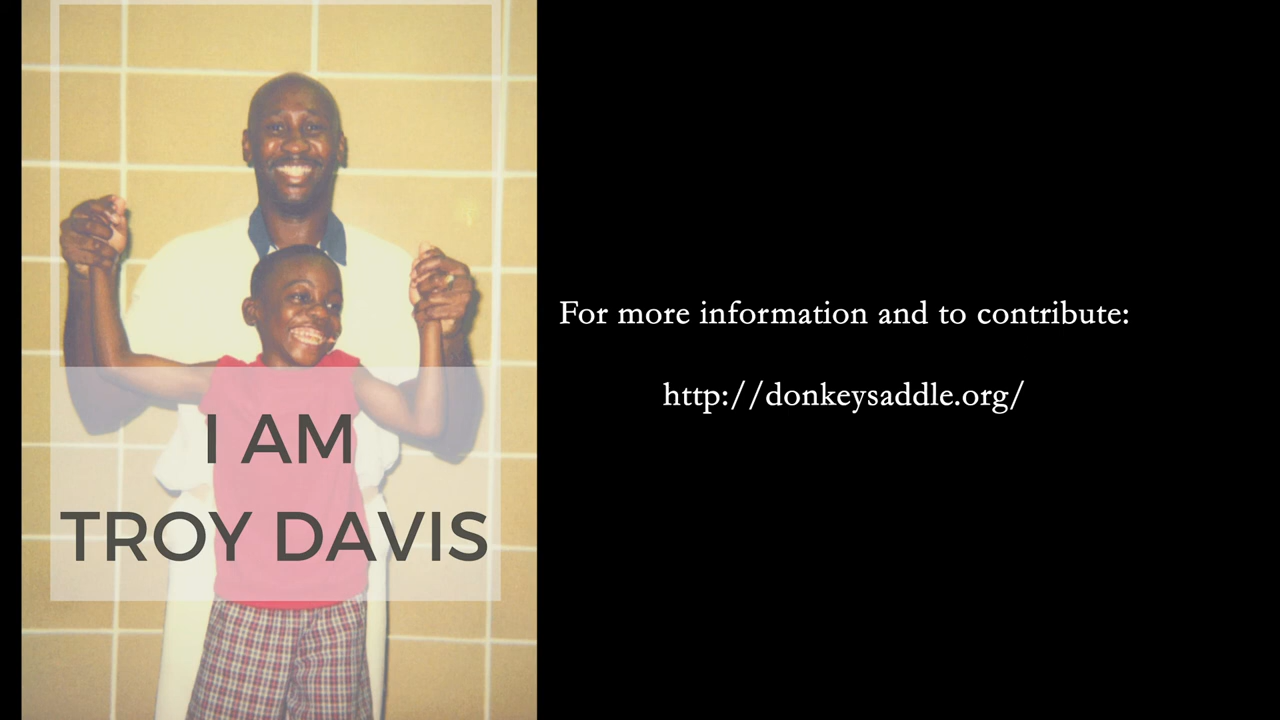 I AM
TROY DAVIS
For more information and to contribute:
http://donkeysaddle.org/